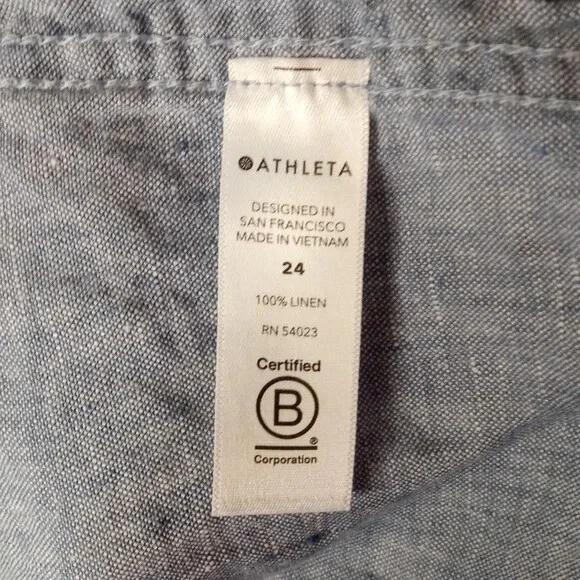 ATHLETA
DESIGNED IN
SAN FRANCISCO
MADE IN VIETNAM
24
100% LINEN
RN 54023
Certified
B
®
Corporation